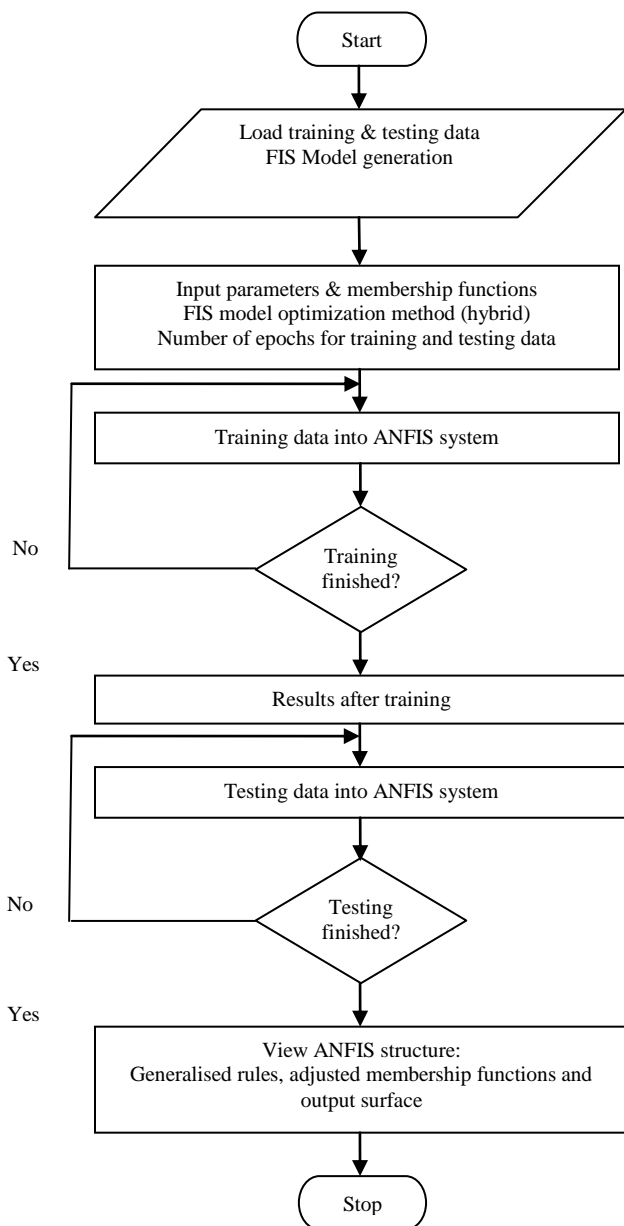 Start
Load training & testing data
FIS Model generation
Input parameters & membership functions
FIS model optimization method (hybrid)
Number of epochs for training and testing data
Training data into ANFIS system
No
Training
finished?
Yes
Results after training
Testing data into ANFIS system
No
Testing
finished?
Yes
View ANFIS structure:
Generalised rules, adjusted membership functions and
output surface
Stop